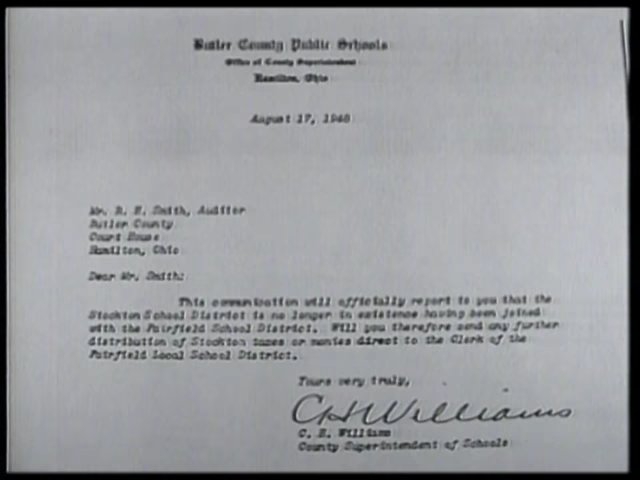 Butler County Public Schools
Office of County Superintendent
Hamilton, Ohio
August 17, 1948
Mr. Smith, Auditor
Butler County
Court House
Hamilton, Ohio
Dear Mr. Smith:
This communication will officially report to you that the
Stockton School District is no longer in existence having been joined
with the Fairfield School District. Will you therefore send any further
distribution of Stockton taxes or monies direct to the Clerk of the
Fairfield Local School District.
Yours very truly,
C H Williams
C. H. Williams
County Superintendent of Schools